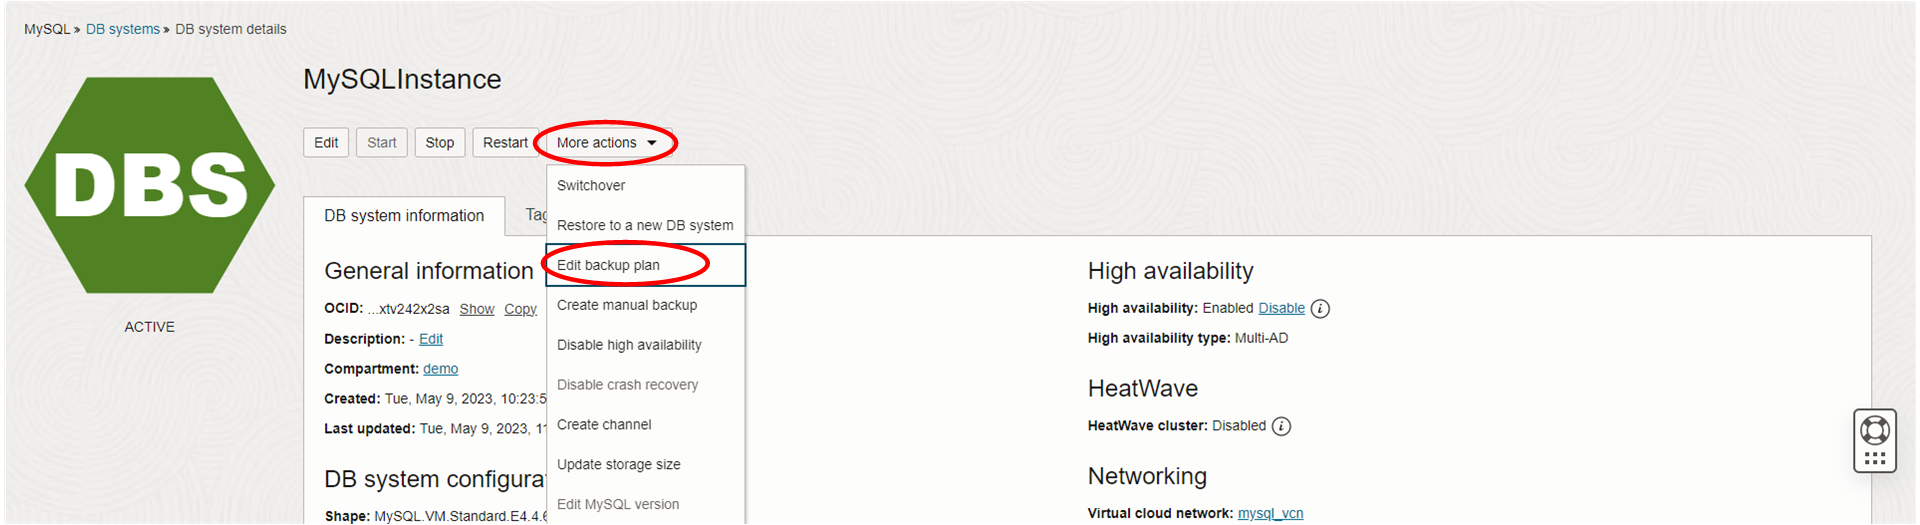 MySQL » DB systems » DB system details
DBS
ACTIVE
MySQLInstance
Edit Start Stop Restart More actions
Switchover
Restore to a new DB system
Edit backup plan
Create manual backup
Disable high availability
Disable crash recovery
Create channel
Update storage size
Edit MySQL version
DB system information
General information
OCID: ...xtv242x2sa Show Copy
Description: - Edit
Compartment: demo
Created: Tue, May 9, 2023, 10:23:5
Last updated: Tue, May 9, 2023,
DB system
Shape: MySQL.VM.Standard.E4.4.6
High availability
High availability: Enabled Disable i
High availability type: Multi-AD
HeatWave
HeatWave cluster: Disabled i
Networking
Virtual cloud network: mysql_vcn